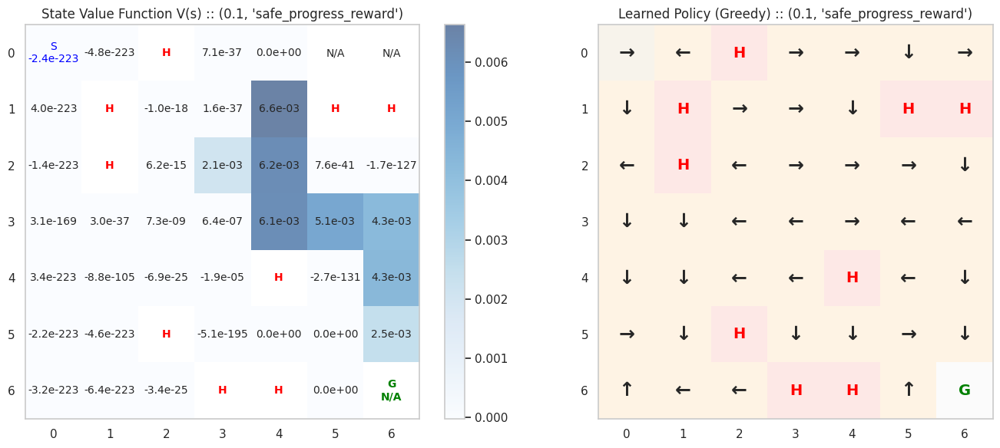 State Value Function V(s) :: (0.1, 'safe_progress_reward')
0 S -2.4e-223 -4.8e-223 H 7.1e-37 0.0e+00 N/A N/A
1 4.0e-223 H -1.0e-18 1.6e-37 6.6e-03 H H
2 -1.4e-223 H 6.2e-15 2.1e-03 6.2e-03 7.6e-41 -1.7e-127
3 3.1e-169 3.0e-37 7.3e-09 6.4e-07 6.1e-03 5.1e-03 4.3e-03
4 3.4e-223 -8.8e-105 -6.9e-25 -1.9e-05 H -2.7e-131 4.3e-03
5 -2.2e-223 -4.6e-223 H -5.1e-195 0.0e+00 0.0e+00 2.5e-03
6 -3.2e-223 -6.4e-223 -3.4e-25 H H 0.0e+00 G N/A
0 1 2 3 4 5 6
0.006
0.005
0.004
0.003
0.002
0.001
0.000
Learned Policy (Greedy) :: (0.1, 'safe_progress_reward')
0 → ← H → → ↓ →
1 ↓ H → → ↓ H H
2 ← H ← → → → ↓
3 ↓ ↓ ← ← → ← ←
4 ↓ ↓ ← ← H ← ↓
5 → ↓ H ↓ ↓ → ↓
6 ↑ ← ← H H ↑ G
0 1 2 3 4 5 6